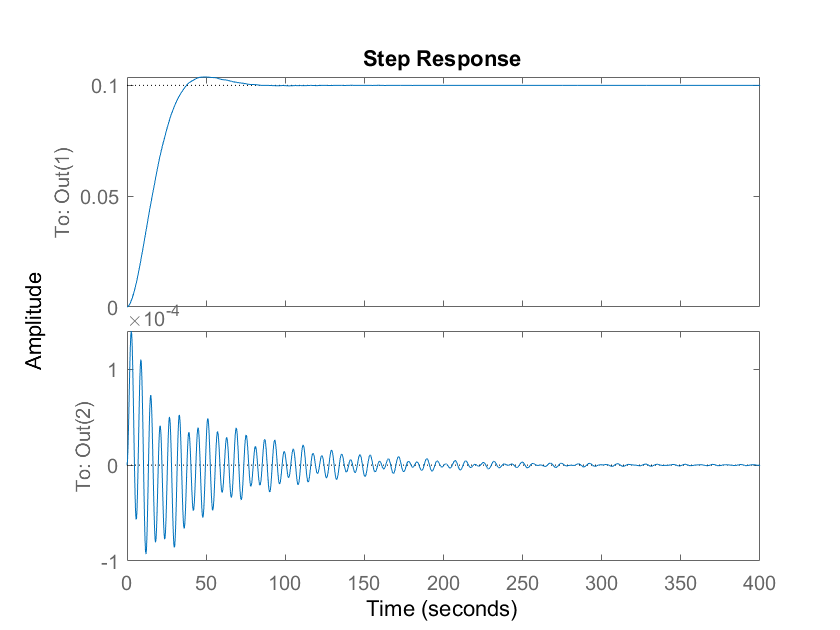 Step Response
Amplitude
To: Out(1)
0.1
0.05
0
×10-4
To: Out(2)
1
0
-1
0 50 100 150 200 250 300 350 400
Time (seconds)